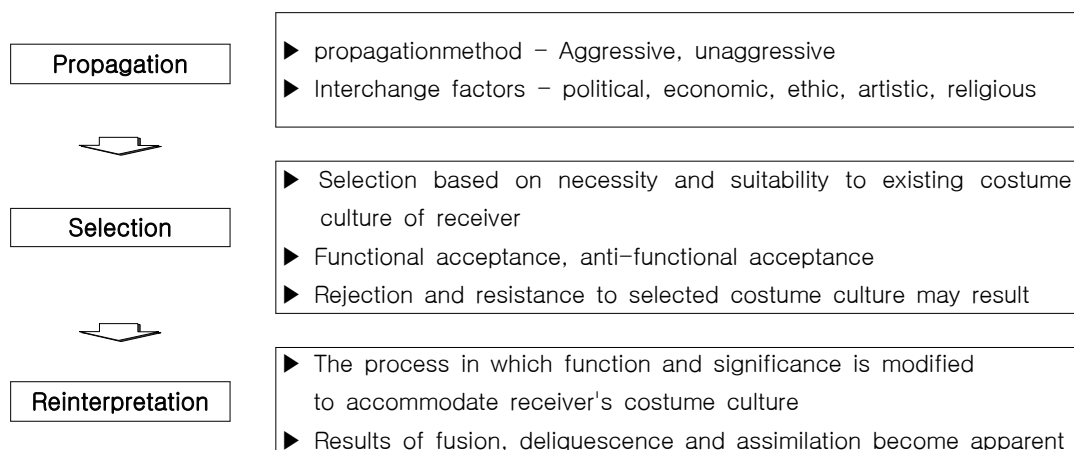 Propagation
▶ propagationmethod - Aggressive, unaggressive
▶ Interchange factors - political, economic, ethic, artistic, religious
Selection
▶ Selection based on necessity and suitability to existing costume
culture of receiver
▶ Functional acceptance, anti-functional acceptance
▶ Rejection and resistance to selected costume culture may result
Reinterpretation
▶ The process in which function and significance is modified
to accommodate receiver's costume culture
▶ Results of fusion, deliquescence and assimilation become apparent